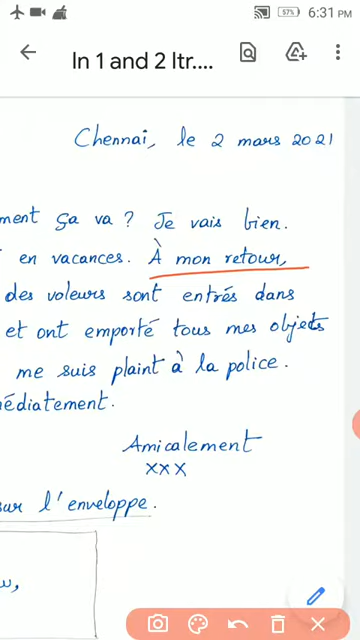 57% 6:31 PM
In 1 and 2 ltr....
Chennai, le 2 mars 2021
ment ça va ? Je vais bien.
en vacances. À mon retour,
des voleurs sont entrés dans
et ont emporté tous mes objets
me suis plaint à la police.
médiatement.
Amicalement
xxx
sur l'enveloppe.